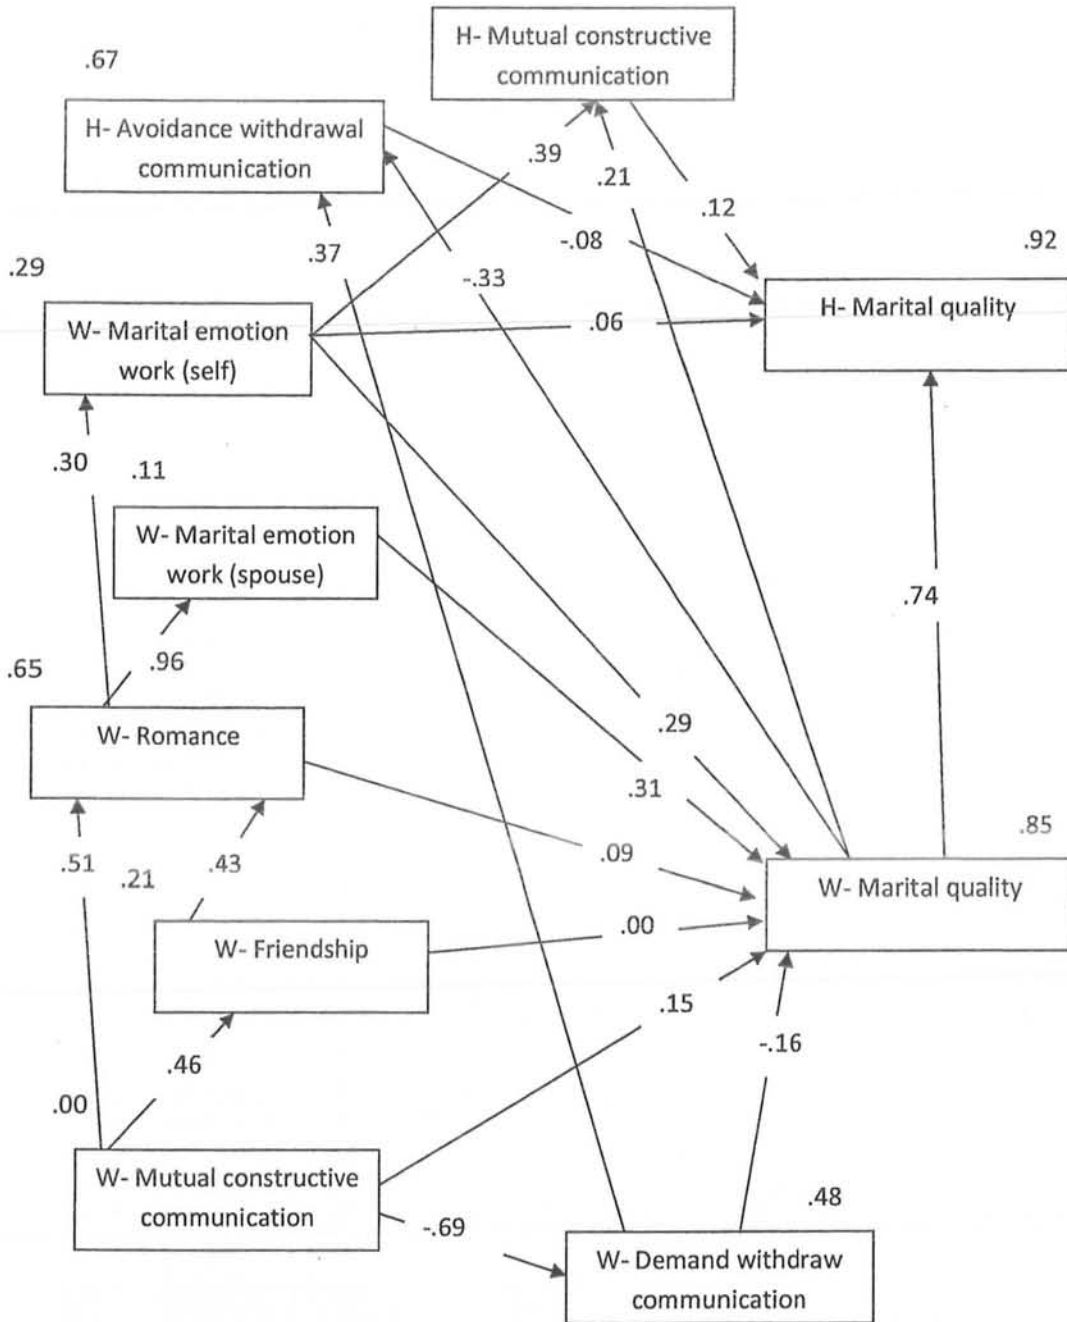 H- Mutual constructive
communication
.67
H- Avoidance withdrawal
communication
.39
.21
.12
-.08
.92
.37
.29
-.33
H- Marital quality
.06
W- Marital emotion
work (self)
.30
.11
W- Marital emotion
work (spouse)
.74
.65
.96
.29
W- Romance
.31
.85
.51
.43
.09
.21
W- Marital quality
.00
W- Friendship
.15
-.16
.46
.00
W- Mutual constructive
communication
.48
-.69
W- Demand withdraw
communication